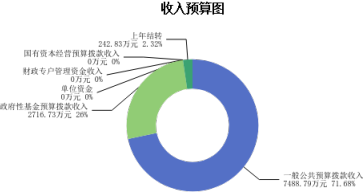 收入预算图
上年结转
242.83万元 2.32%
国有资本经营预算拨款收入
0万元 0%
财政专户管理资金收入
0万元 0%
单位资金
0万元 0%
政府性基金预算拨款收入
2716.73万元 26%
一般公共预算拨款收入
7488.79万元 71.68%